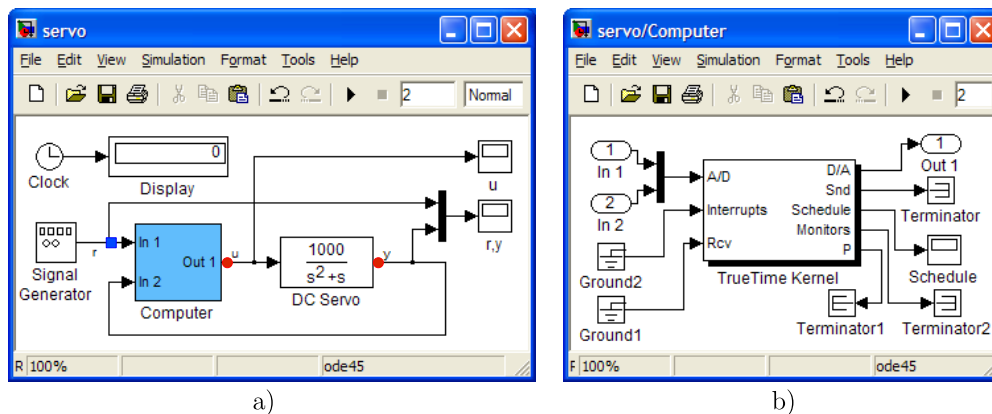 servo
File Edit View Simulation Format Tools Help
2 Normal
Clock
0
Display
u
r
Signal
Generator
In 1
In 2
Out 1
Computer
u
1000
s²+s
DC Servo
y
r,y
R 100% ode45
a)
servo/Computer
File Edit View Simulation Format Tools Help
2
1
In 1
2
In 2
A/D
Interrupts
Rcv
D/A
Snd
Schedule
Monitors
P
TrueTime Kernel
1
Out 1
Terminator
Schedule
Ground2
Ground1
Terminator1
Terminator2
F 100% ode45
b)